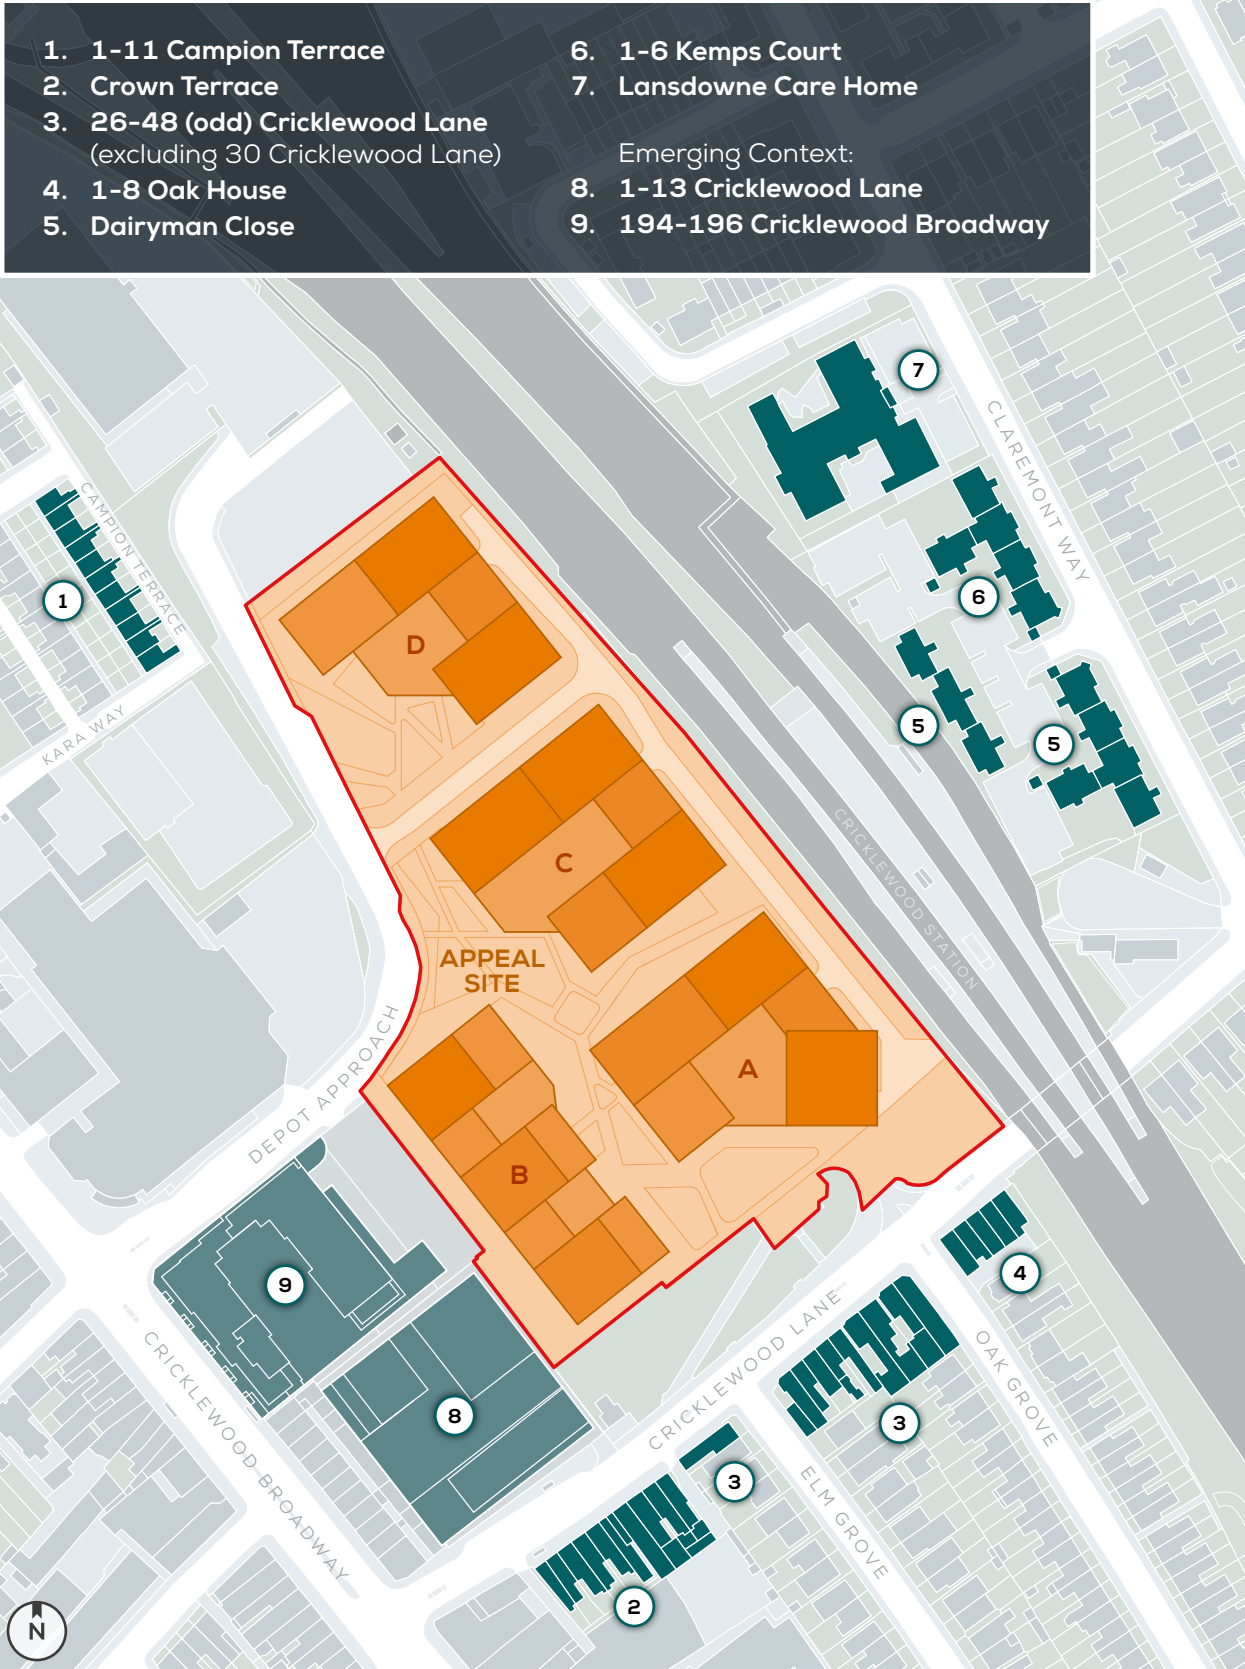 1. 1-11 Campion Terrace
2. Crown Terrace
3. 26-48 (odd) Cricklewood Lane
(excluding 30 Cricklewood Lane)
4. 1-8 Oak House
5. Dairyman Close
6. 1-6 Kemps Court
7. Lansdowne Care Home
Emerging Context:
8. 1-13 Cricklewood Lane
9. 194-196 Cricklewood Broadway
7
CLAREMONT WAY
CAMPION TERRACE
1
6
D
5
5
KARA WAY
CRICKLEWOOD STATION
C
APPEAL
SITE
DEPOT APPROACH
A
B
9
4
CRICKLEWOOD LANE
OAK GROVE
CRICKLEWOOD BROADWAY
8
3
3
ELM GROVE
2
N